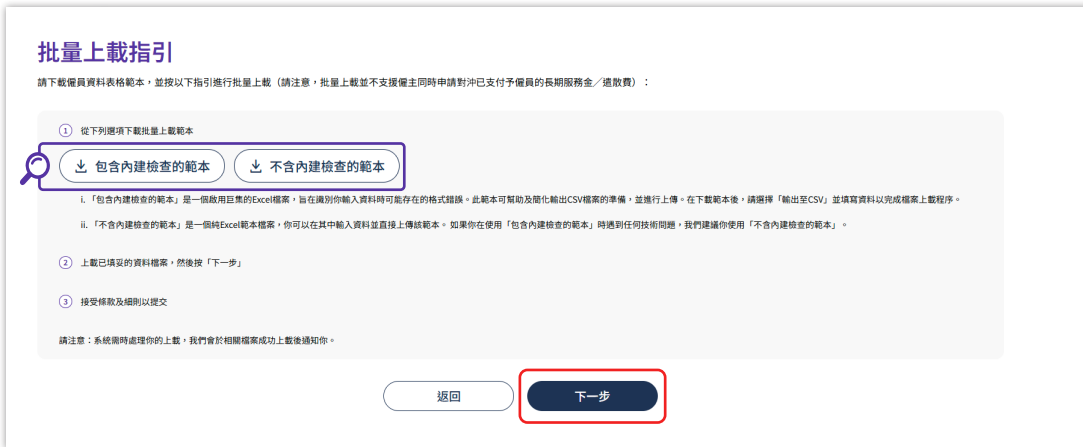 批量上載指引
請下載僱員資料表格範本，並按以下指引進行批量上載（請注意，批量上載並不支援僱主同時申請對沖已支付予僱員的長期服務金／遣散費）：
1 從下列選項下載批量上載範本
包含內建檢查的範本 不含內建檢查的範本
i. 「包含內建檢查的範本」是一個啟用巨集的Excel檔案，旨在識別你輸入資料時可能存在的格式錯誤。此範本可幫助及簡化輸出CSV檔案的準備，並進行上傳。在下載範本後，請選擇「輸出至CSV」並填寫資料以完成檔案上載程序。
ii. 「不含內建檢查的範本」是一個純Excel範本檔案，你可以在其中輸入資料並直接上傳該範本。 如果你在使用「包含內建檢查的範本」時遇到任何技術問題，我們建議你使用「不含內建檢查的範本」。
2 上載已填妥的資料檔案，然後按「下一步」
3 接受條款及細則以提交
請注意：系統需時處理你的上載，我們會於相關檔案成功上載後通知你。
返回 下一步